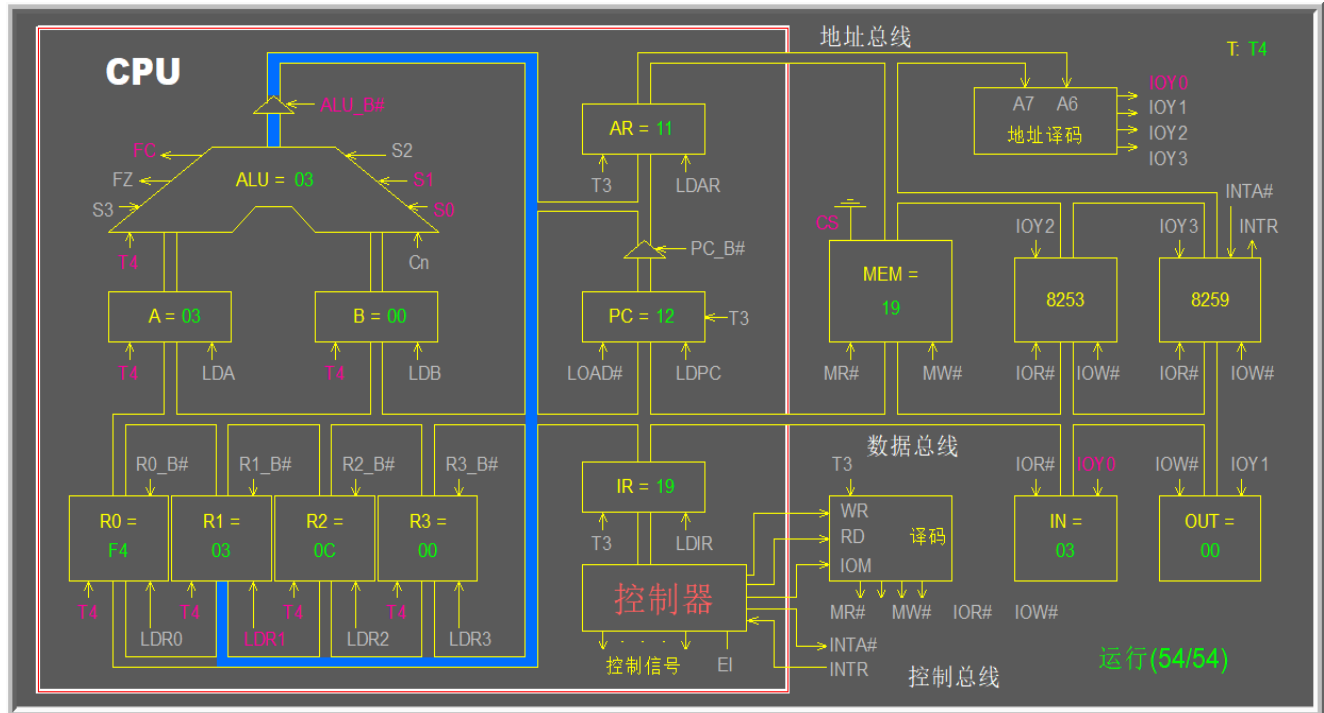 地址总线
T: T4
CPU
ALU_B#
A7 A6
地址译码
IOY0
IOY1
IOY2
IOY3
AR = 11
T3 LDAR
FC
FZ
S3
ALU = 03
S2
S1
S0
T4
Cn
PC_B#
CS
MEM =
19
MR# MW#
IOY2
8253
IOR# IOW#
IOY3
INTA#
INTR
8259
IOR# IOW#
A = 03
T4 LDA
B = 00
T4 LDB
PC = 12
T3
LOAD# LDPC
数据总线
R0_B# R1_B# R2_B# R3_B#
R0 =
F4
R1 =
03
R2 =
0C
R3 =
00
T4 T4 T4 T4
LDR0 LDR1 LDR2 LDR3
IR = 19
T3 LDIR
控制器
控制信号
EI
T3
WR
RD
IOM
译码
MR# MW# IOR# IOW#
INTA#
INTR
控制总线
IOR# IOY0
IN =
03
IOW# IOY1
OUT =
00
运行(54/54)